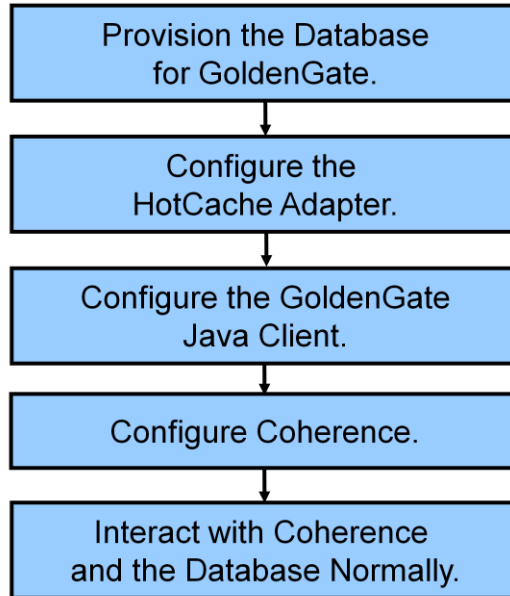 Provision the Database
for GoldenGate.
Configure the
HotCache Adapter.
Configure the GoldenGate
Java Client.
Configure Coherence.
Interact with Coherence
and the Database Normally.